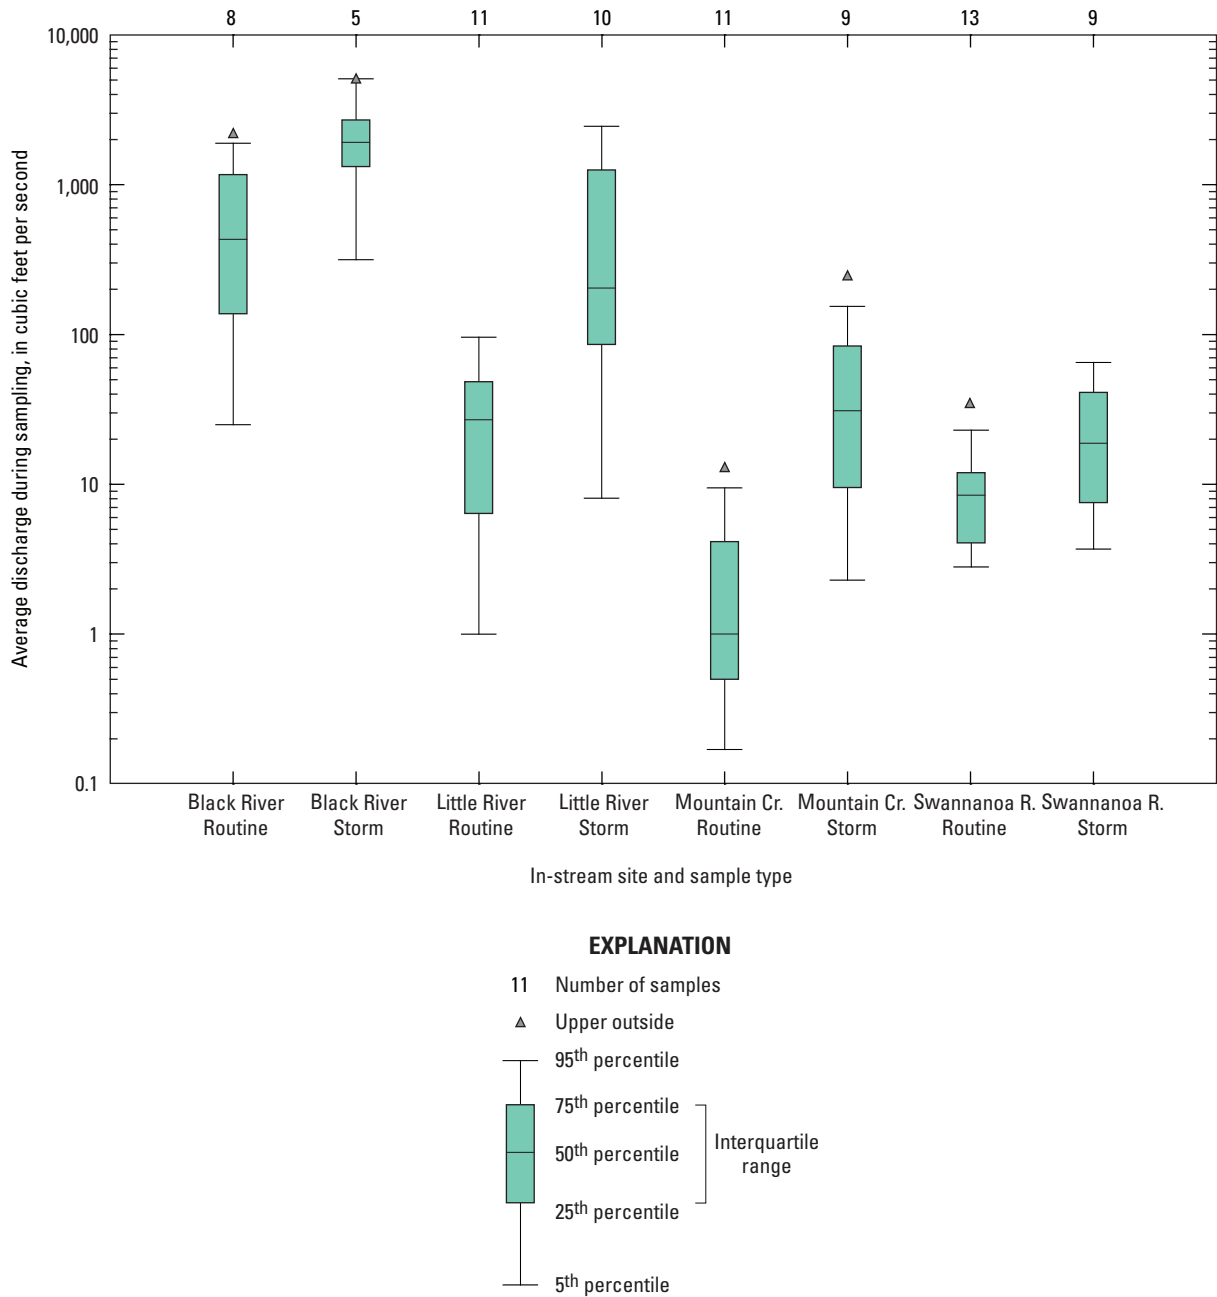 8 5 11 10 11 9 13 9
10,000
1,000
100
10
1
0.1
Average discharge during sampling, in cubic feet per second
Black River Black River Little River Little River Mountain Cr. Mountain Cr. Swannanoa R. Swannanoa R.
Routine Storm Routine Storm Routine Storm Routine Storm
In-stream site and sample type
EXPLANATION
11 Number of samples
Upper outside
95th percentile
75th percentile
50th percentile
Interquartile
range
25th percentile
5th percentile